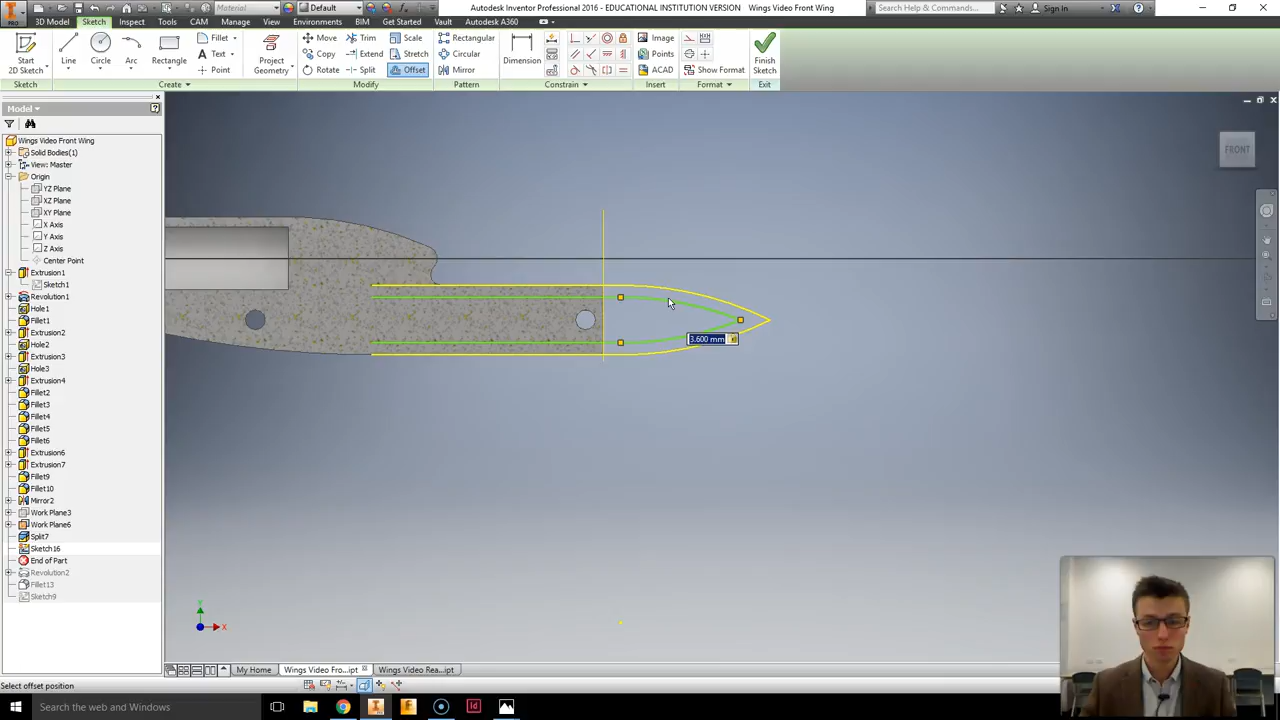 Material
Default
Autodesk Inventor Professional 2016 - EDUCATIONAL INSTITUTION VERSION Wings Video Front Wing
Search Help & Commands...
Sign In
PRO
3D Model
Sketch
Inspect
Tools
CAM
Manage
View
Environments
BIM
Get Started
Vault
Autodesk A360
Start
2D Sketch
Line
Circle
Arc
Rectangle
Fillet
Text
Point
Project
Geometry
Move
Copy
Rotate
Trim
Extend
Split
Scale
Stretch
Offset
Rectangular
Circular
Mirror
Dimension
Image
Points
ACAD
Show Format
Finish
Sketch
Sketch
Create
Modify
Pattern
Constrain
Insert
Format
Exit
Model
Wings Video Front Wing
Solid Bodies(1)
View: Master
Origin
YZ Plane
XZ Plane
XY Plane
X Axis
Y Axis
Z Axis
Center Point
Extrusion1
Sketch1
Revolution1
Hole1
Fillet1
Extrusion2
Hole2
Extrusion3
Hole3
Extrusion4
Fillet2
Fillet3
Fillet4
Fillet5
Fillet6
Extrusion6
Extrusion7
Fillet9
Fillet10
Mirror2
Work Plane3
Work Plane6
Split7
Sketch16
End of Part
Revolution2
Fillet13
Sketch9
FRONT
3.600 mm
Y
X
My Home
Wings Video Fro...ipt
Wings Video Rea...ipt
Select offset position
Search the web and Windows